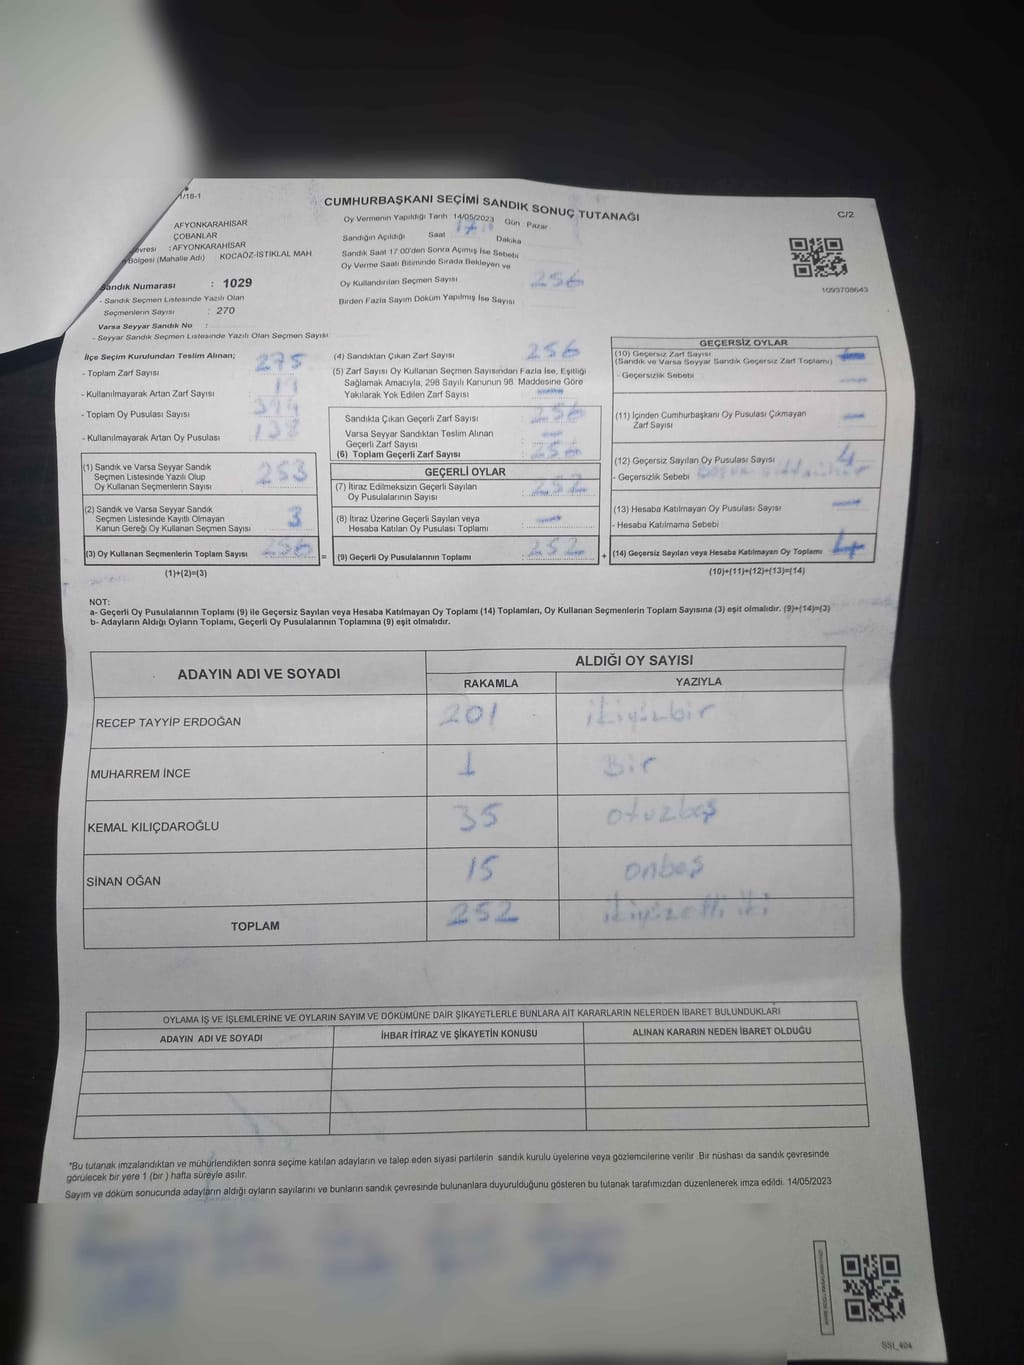 1/18-1
CUMHURBAŞKANI SEÇİMİ SANDIK SONUÇ TUTANAĞI
C/2
AFYONKARAHİSAR
ÇOBANLAR
: AFYONKARAHİSAR
Bölgesi (Mahalle Adı) KOCAÖZ-İSTİKLAL MAH
Sandık Numarası : 1029
- Sandık Seçmen Listesinde Yazılı Olan
Seçmenlerin Sayısı : 270
Varsa Seyyar Sandık No :
- Seyyar Sandık Seçmen Listesinde Yazılı Olan Seçmen Sayısı :
Oy Vermenin Yapıldığı Tarih 14/05/2023 Gün : Pazar
Sandığın Açıldığı Saat Dakika
Sandık Saat 17:00'den Sonra Açılmış İse Sebebi
Oy Verme Saati Bitiminde Sırada Bekleyen ve
Oy Kullandırılan Seçmen Sayısı 256
Birden Fazla Sayım Döküm Yapılmış İse Sayısı
1093708643
İlçe Seçim Kurulundan Teslim Alınan;
- Toplam Zarf Sayısı 275
- Kullanılmayarak Artan Zarf Sayısı 19
- Toplam Oy Pusulası Sayısı
- Kullanılmayarak Artan Oy Pusulası
(1) Sandık ve Varsa Seyyar Sandık
Seçmen Listesinde Yazılı Olup
Oy Kullanan Seçmenlerin Sayısı 253
(2) Sandık ve Varsa Seyyar Sandık
Seçmen Listesinde Kayıtlı Olmayan
Kanun Gereği Oy Kullanan Seçmen Sayısı 3
(3) Oy Kullanan Seçmenlerin Toplam Sayısı 256 =
(1)+(2)=(3)
(4) Sandıktan Çıkan Zarf Sayısı 256
(5) Zarf Sayısı Oy Kullanan Seçmen Sayısından Fazla İse, Eşitliği
Sağlamak Amacıyla, 298 Sayılı Kanunun 98. Maddesine Göre
Yakılarak Yok Edilen Zarf Sayısı
Sandıkta Çıkan Geçerli Zarf Sayısı 256
Varsa Seyyar Sandıktan Teslim Alınan
Geçerli Zarf Sayısı
(6) Toplam Geçerli Zarf Sayısı 256
GEÇERLİ OYLAR
(7) İtiraz Edilmeksizin Geçerli Sayılan
Oy Pusulalarının Sayısı 252
(8) İtiraz Üzerine Geçerli Sayılan veya
Hesaba Katılan Oy Pusulası Toplamı
(9) Geçerli Oy Pusulalarının Toplamı 252 +
GEÇERSİZ OYLAR
(10) Geçersiz Zarf Sayısı
(Sandık ve Varsa Seyyar Sandık Geçersiz Zarf Toplamı)
- Geçersizlik Sebebi
(11) İçinden Cumhurbaşkanı Oy Pusulası Çıkmayan
Zarf Sayısı
(12) Geçersiz Sayılan Oy Pusulası Sayısı 4
- Geçersizlik Sebebi
(13) Hesaba Katılmayan Oy Pusulası Sayısı
- Hesaba Katılmama Sebebi
(14) Geçersiz Sayılan veya Hesaba Katılmayan Oy Toplamı 4
(10)+(11)+(12)+(13)=(14)
NOT:
a- Geçerli Oy Pusulalarının Toplamı (9) ile Geçersiz Sayılan veya Hesaba Katılmayan Oy Toplamı (14) Toplamları, Oy Kullanan Seçmenlerin Toplam Sayısına (3) eşit olmalıdır. (9)+(14)=(3)
b- Adayların Aldığı Oyların Toplamı, Geçerli Oy Pusulalarının Toplamına (9) eşit olmalıdır.
ADAYIN ADI VE SOYADI ALDIĞI OY SAYISI
RAKAMLA YAZIYLA
RECEP TAYYİP ERDOĞAN 201 ikiyüzbir
MUHARREM İNCE 1 Bir
KEMAL KILIÇDAROĞLU 35 otuzbeş
SİNAN OĞAN 15 onbeş
TOPLAM 252 ikiyüzelli iki
OYLAMA İŞ VE İŞLEMLERİNE VE OYLARIN SAYIM VE DÖKÜMÜNE DAİR ŞİKAYETLERLE BUNLARA AİT KARARLARIN NELERDEN İBARET BULUNDUKLARI
ADAYIN ADI VE SOYADI İHBAR İTİRAZ VE ŞİKAYETİN KONUSU ALINAN KARARIN NEDEN İBARET OLDUĞU
*Bu tutanak imzalandıktan ve mühürlendikten sonra seçime katılan adayların ve talep eden siyasi partilerin sandık kurulu üyelerine veya gözlemcilerine verilir. Bir nüshası da sandık çevresinde
görülecek bir yere 1 (bir) hafta süreyle asılır.
Sayım ve döküm sonucunda adayların aldığı oyların sayılarını ve bunların sandık çevresinde bulunanlara duyurulduğunu gösteren bu tutanak tarafımızdan düzenlenerek imza edildi. 14/05/2023